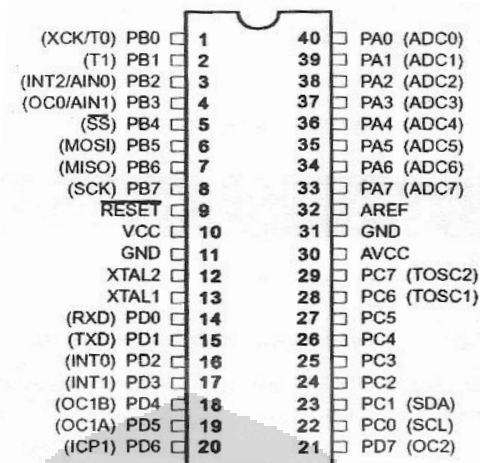 (XCK/T0) PB0 1 40 PA0 (ADC0)
(T1) PB1 2 39 PA1 (ADC1)
(INT2/AIN0) PB2 3 38 PA2 (ADC2)
(OC0/AIN1) PB3 4 37 PA3 (ADC3)
(S̅S̅) PB4 5 36 PA4 (ADC4)
(MOSI) PB5 6 35 PA5 (ADC5)
(MISO) PB6 7 34 PA6 (ADC6)
(SCK) PB7 8 33 PA7 (ADC7)
R̅E̅S̅E̅T̅ 9 32 AREF
VCC 10 31 GND
GND 11 30 AVCC
XTAL2 12 29 PC7 (TOSC2)
XTAL1 13 28 PC6 (TOSC1)
(RXD) PD0 14 27 PC5
(TXD) PD1 15 26 PC4
(INT0) PD2 16 25 PC3
(INT1) PD3 17 24 PC2
(OC1B) PD4 18 23 PC1 (SDA)
(OC1A) PD5 19 22 PC0 (SCL)
(ICP1) PD6 20 21 PD7 (OC2)